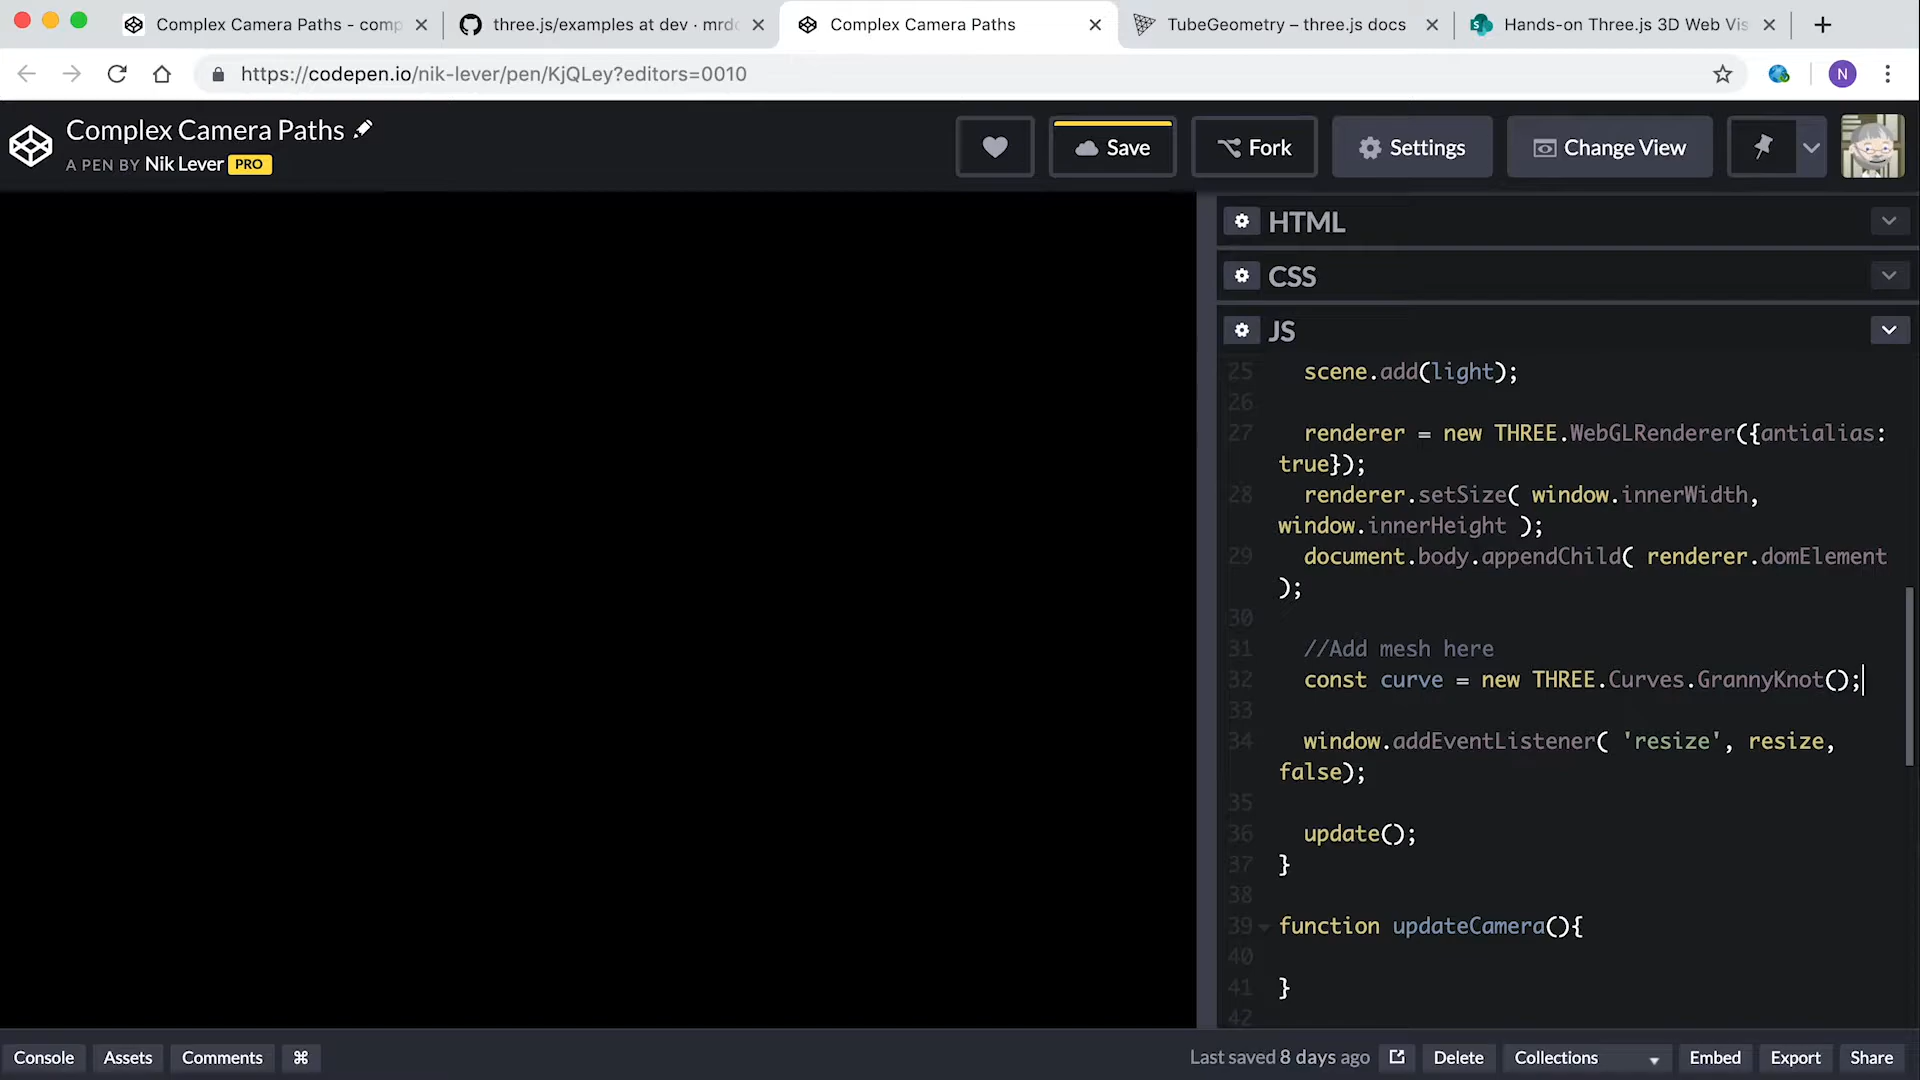 Complex Camera Paths - comp
three.js/examples at dev · mrdo
Complex Camera Paths
TubeGeometry – three.js docs
Hands-on Three.js 3D Web Vis
https://codepen.io/nik-lever/pen/KjQLey?editors=0010
N
Complex Camera Paths
A PEN BY Nik Lever PRO
Save
Fork
Settings
Change View
HTML
CSS
JS
25 scene.add(light);
26
27 renderer = new THREE.WebGLRenderer({antialias:
true});
28 renderer.setSize( window.innerWidth,
window.innerHeight );
29 document.body.appendChild( renderer.domElement
);
30
31 //Add mesh here
32 const curve = new THREE.Curves.GrannyKnot();
33
34 window.addEventListener( 'resize', resize,
false);
35
36 update();
37 }
38
39 function updateCamera(){
40
41 }
42
Console
Assets
Comments
⌘
Last saved 8 days ago
Delete
Collections
Embed
Export
Share